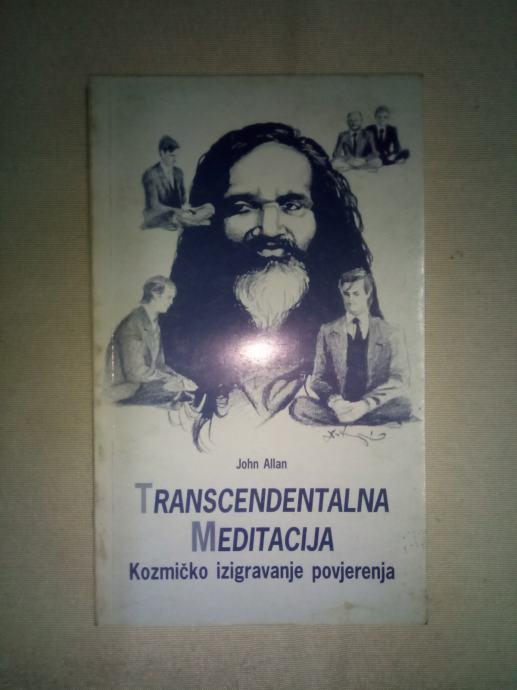 John Allan
TRANSCENDENTALNA
MEDITACIJA
Kozmičko izigravanje povjerenja